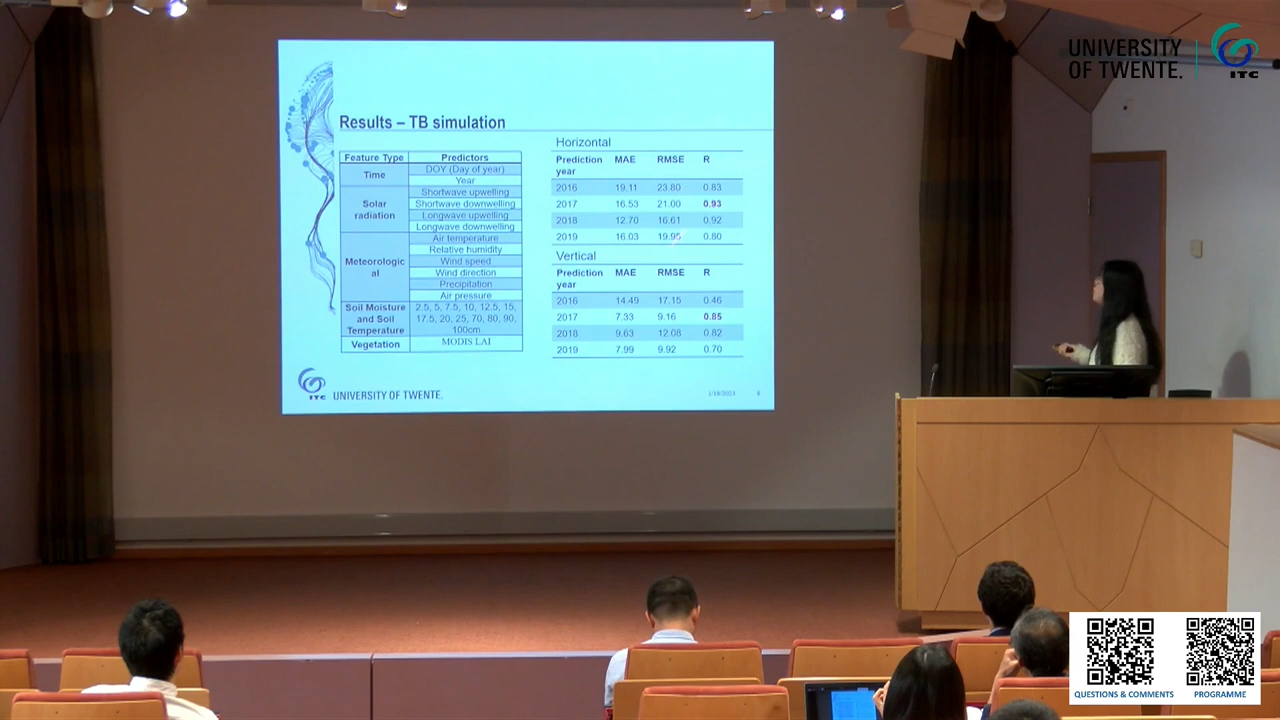 UNIVERSITY
OF TWENTE.
ITC
Results – TB simulation
Feature Type Predictors
Time
DOY (Day of year)
Year
Solar
radiation
Shortwave upwelling
Shortwave downwelling
Longwave upwelling
Longwave downwelling
Meteorologic
al
Air temperature
Relative humidity
Wind speed
Wind direction
Precipitation
Air pressure
Soil Moisture
and Soil
Temperature
2.5, 5, 7.5, 10, 12.5, 15,
17.5, 20, 25, 70, 80, 90,
100cm
Vegetation MODIS LAI
Horizontal
Prediction MAE RMSE R
year
2016 19.11 23.80 0.83
2017 16.53 21.00 0.93
2018 12.70 16.61 0.92
2019 16.03 19.95 0.80
Vertical
Prediction MAE RMSE R
year
2016 14.49 17.15 0.46
2017 7.33 9.16 0.85
2018 9.63 12.08 0.82
2019 7.99 9.92 0.70
ITC UNIVERSITY OF TWENTE.
1/18/2023 8
QUESTIONS & COMMENTS PROGRAMME